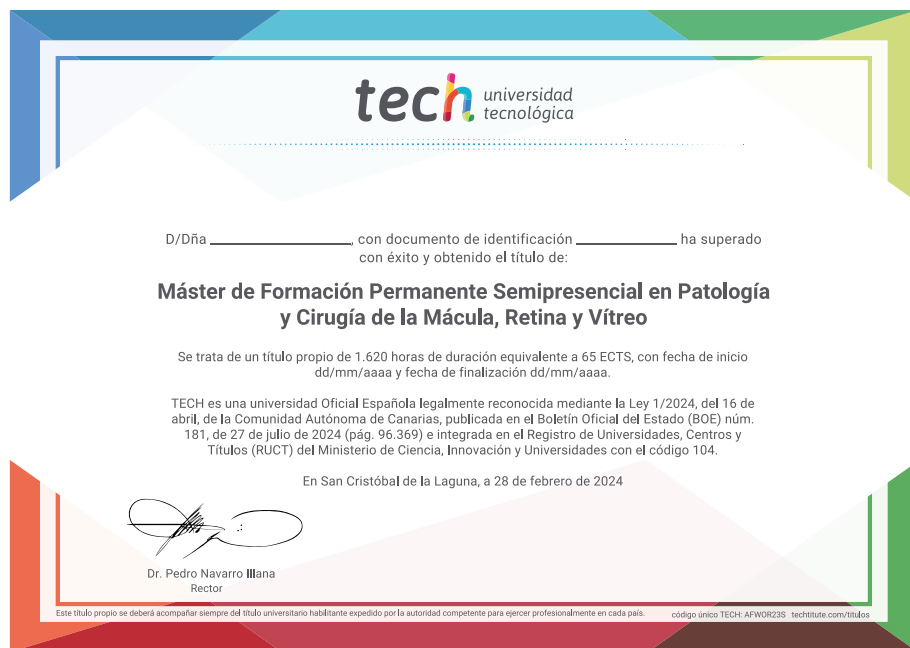 tech universidad
tecnológica
D/Dña ____________________, con documento de identificación ______________ ha superado
con éxito y obtenido el título de:
Máster de Formación Permanente Semipresencial en Patología
y Cirugía de la Mácula, Retina y Vítreo
Se trata de un título propio de 1.620 horas de duración equivalente a 65 ECTS, con fecha de inicio
dd/mm/aaaa y fecha de finalización dd/mm/aaaa.
TECH es una universidad Oficial Española legalmente reconocida mediante la Ley 1/2024, del 16 de
abril, de la Comunidad Autónoma de Canarias, publicada en el Boletín Oficial del Estado (BOE) núm.
181, de 27 de julio de 2024 (pág. 96.369) e integrada en el Registro de Universidades, Centros y
Títulos (RUCT) del Ministerio de Ciencia, Innovación y Universidades con el código 104.
En San Cristóbal de la Laguna, a 28 de febrero de 2024
Dr. Pedro Navarro Illana
Rector
Este título propio se deberá acompañar siempre del título universitario habilitante expedido por la autoridad competente para ejercer profesionalmente en cada país. código único TECH: AFWOR23S techtitute.com/titulos